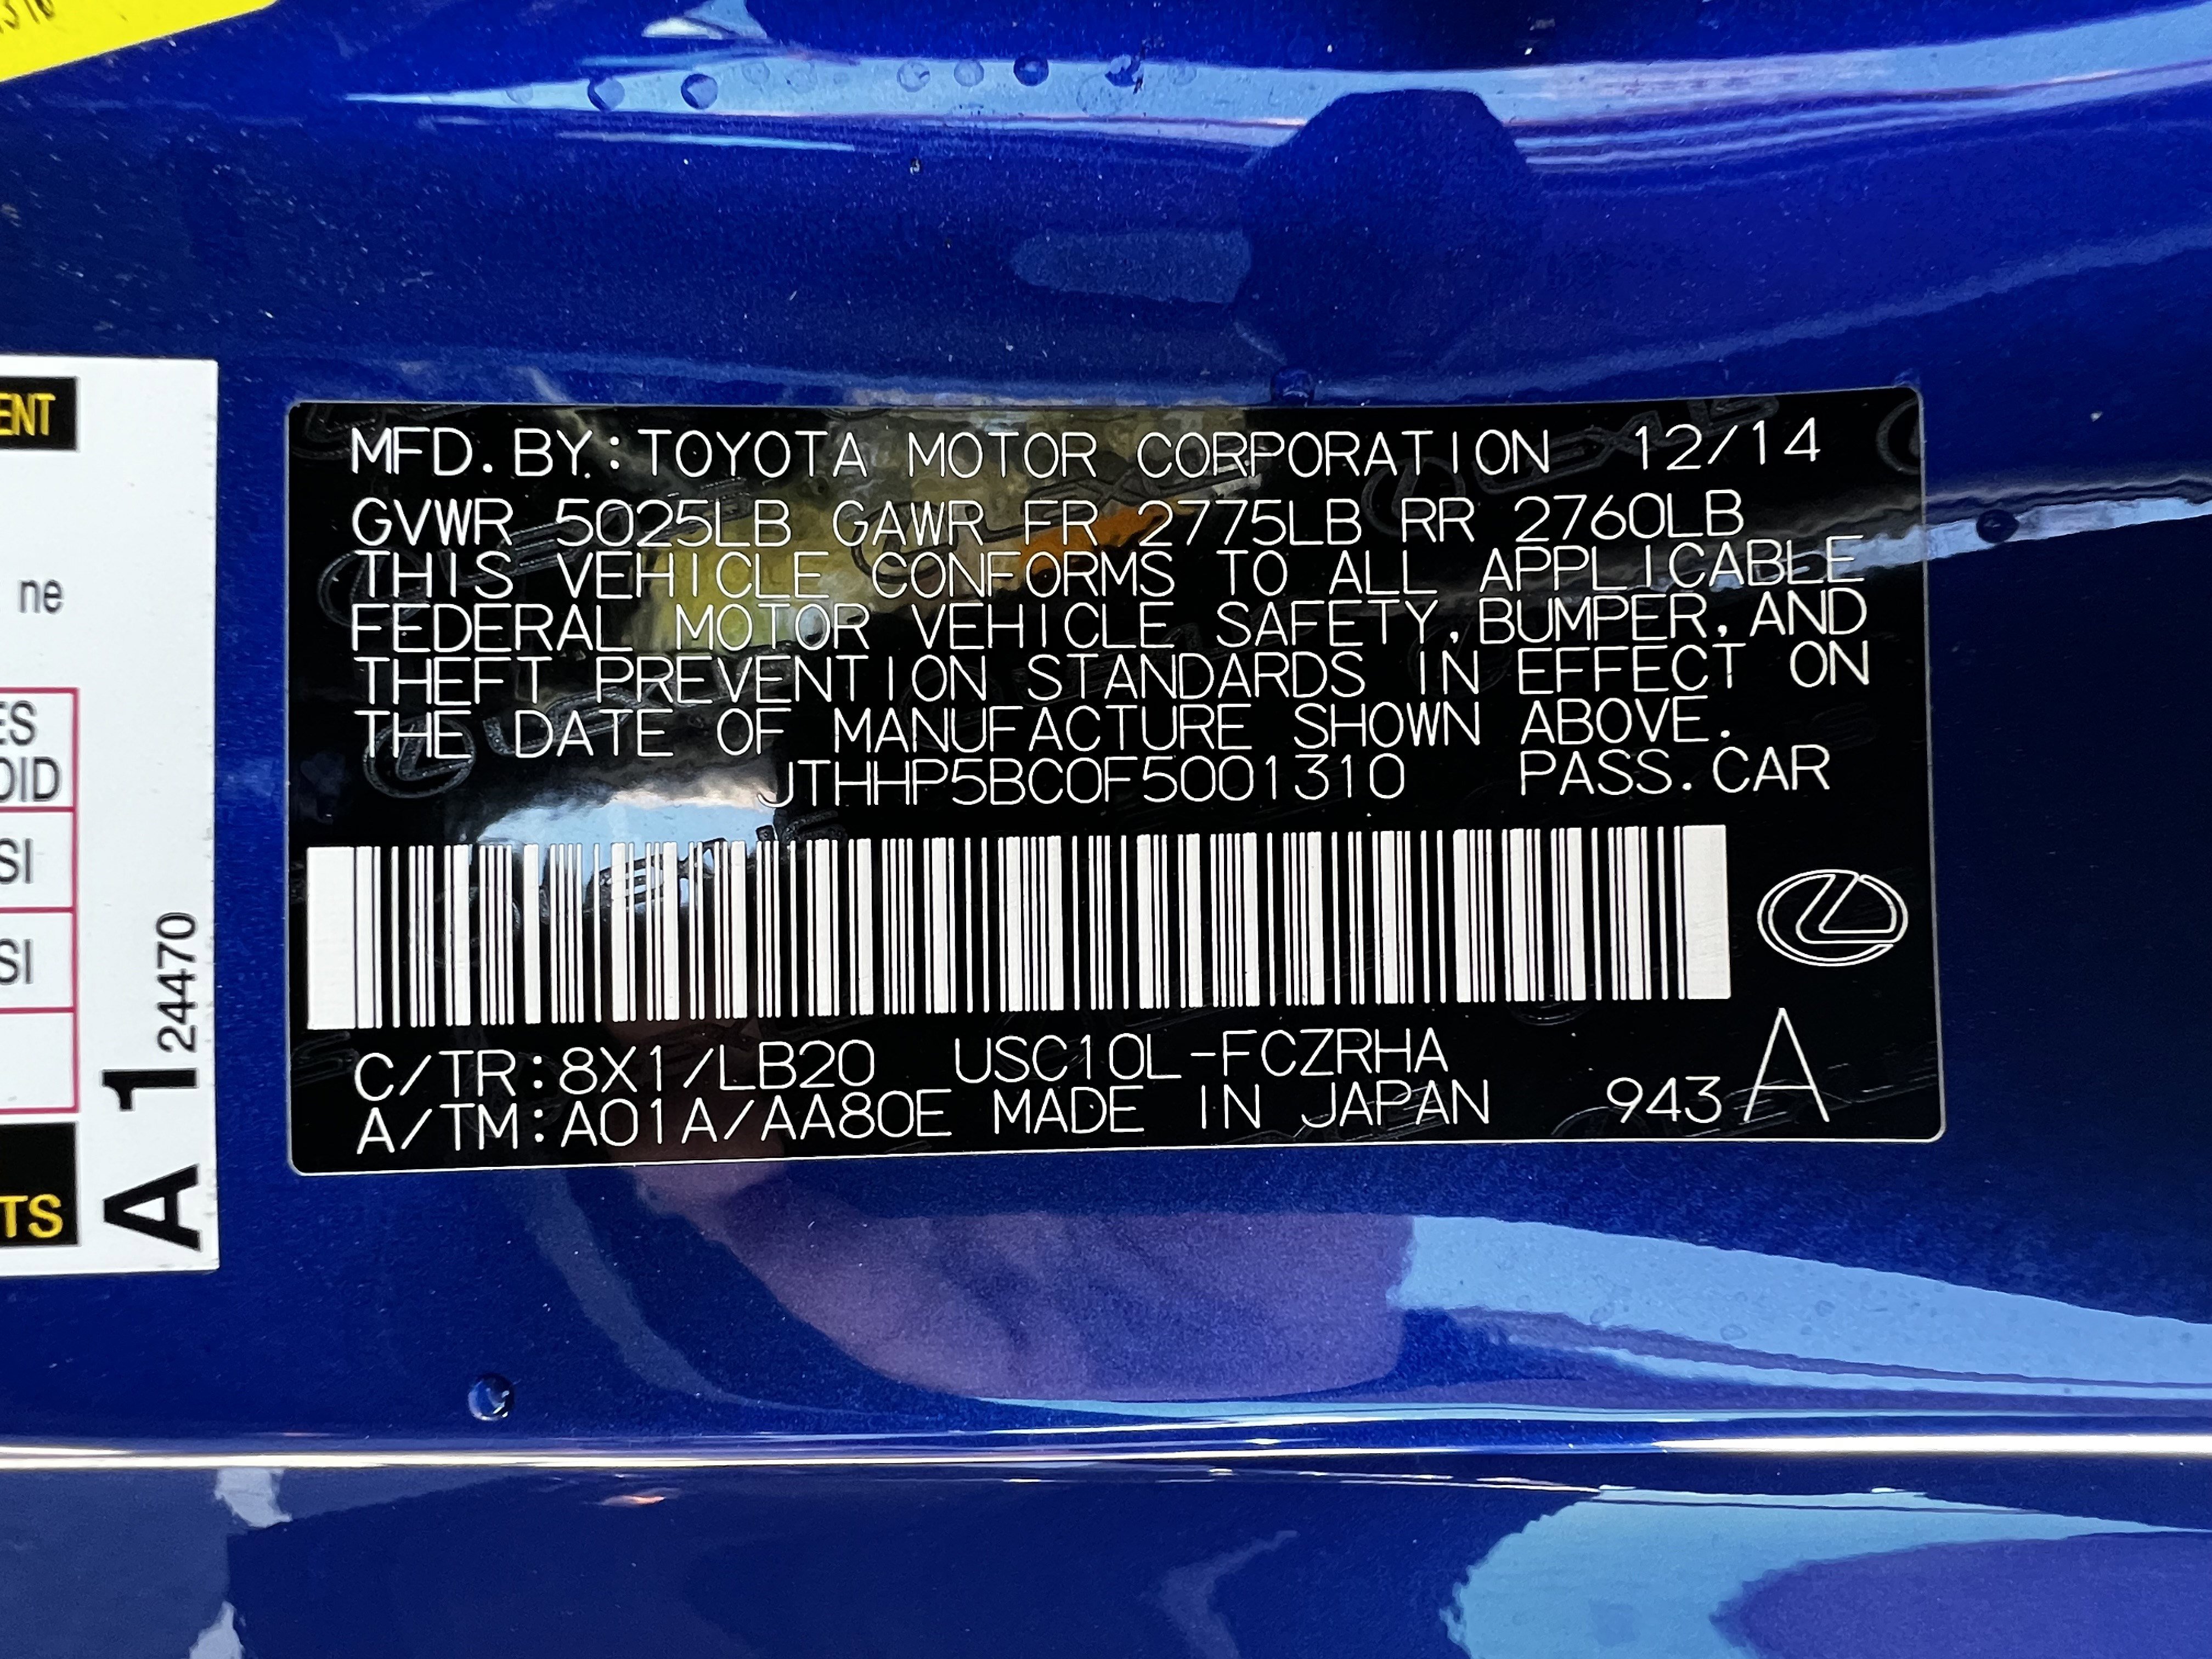 MFD. BY: TOYOTA MOTOR CORPORATION 12/14
GVWR 5025LB GAWR FR 2775LB RR 2760LB
THIS VEHICLE CONFORMS TO ALL APPLICABLE
FEDERAL MOTOR VEHICLE SAFETY, BUMPER, AND
THEFT PREVENTION STANDARDS IN EFFECT ON
THE DATE OF MANUFACTURE SHOWN ABOVE.
JTHHP5BC0F5001310 PASS. CAR
C/TR: 8X1/LB20 USC10L-FCZRHA
A/TM: A01A/AA80E MADE IN JAPAN 943 A
ENT
ne
ES
OID
SI
SI
TS
A 1 24470